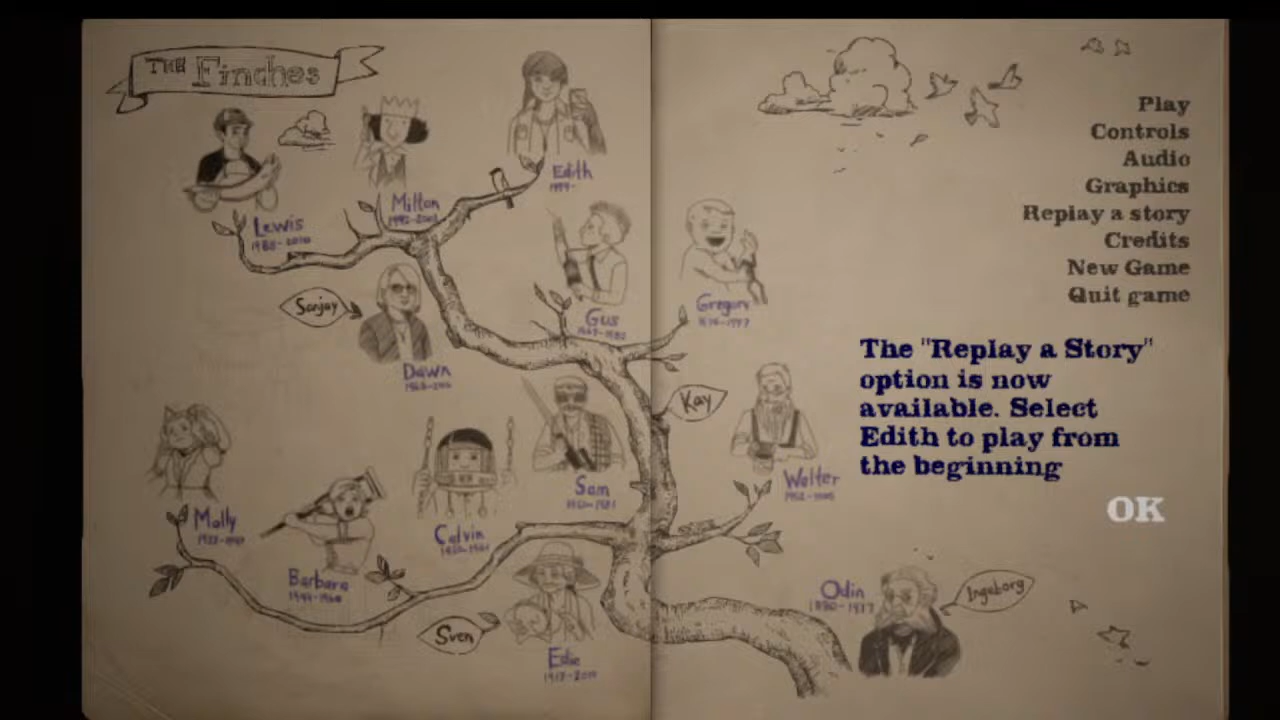 THE Finches
Edith
Milton
Lewis
Sanjay
Gus
Gregory
Dawn
Kay
Sam
Walter
Molly
Calvin
Barbara
Sven
Edie
Odin
Ingeborg
Play
Controls
Audio
Graphics
Replay a story
Credits
New Game
Quit game
The "Replay a Story"
option is now
available. Select
Edith to play from
the beginning
OK